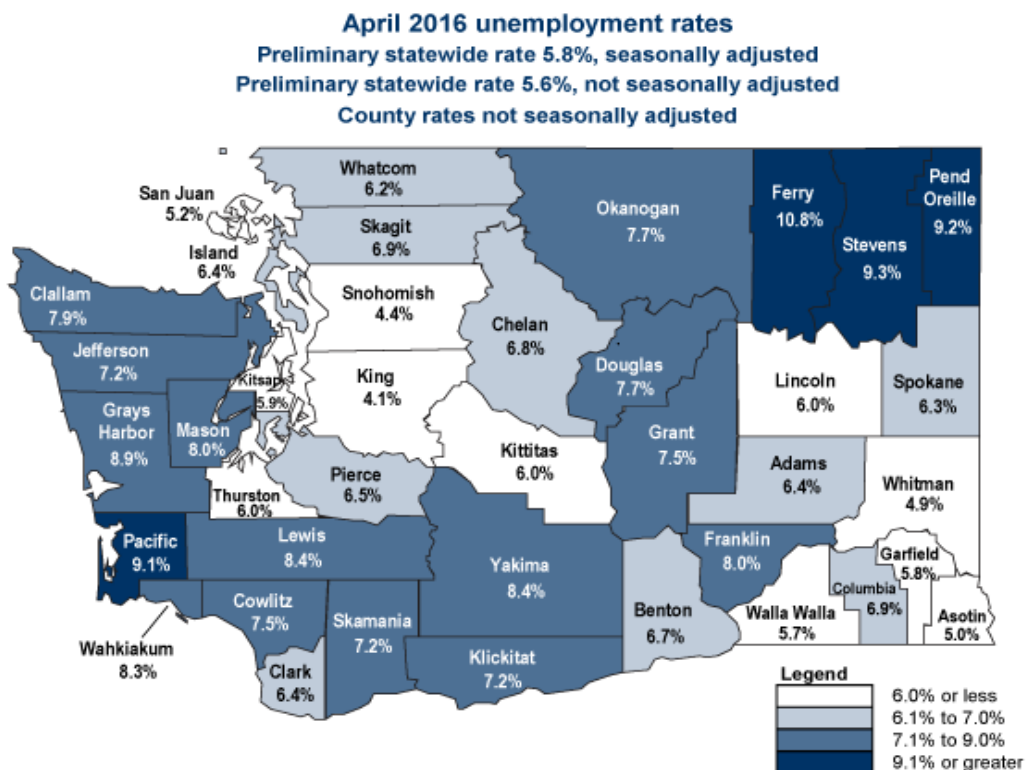 April 2016 unemployment rates
Preliminary statewide rate 5.8%, seasonally adjusted
Preliminary statewide rate 5.6%, not seasonally adjusted
County rates not seasonally adjusted
Whatcom
6.2%
San Juan
5.2%
Skagit
6.9%
Island
6.4%
Okanogan
7.7%
Ferry
10.8%
Stevens
9.3%
Pend
Oreille
9.2%
Clallam
7.9%
Snohomish
4.4%
Chelan
6.8%
Jefferson
7.2%
Kitsap
5.9%
King
4.1%
Douglas
7.7%
Lincoln
6.0%
Spokane
6.3%
Grays
Harbor
8.9%
Mason
8.0%
Grant
7.5%
Kittitas
6.0%
Pierce
6.5%
Adams
6.4%
Whitman
4.9%
Thurston
6.0%
Pacific
9.1%
Lewis
8.4%
Yakima
8.4%
Franklin
8.0%
Garfield
5.8%
Columbia
6.9%
Cowlitz
7.5%
Skamania
7.2%
Benton
6.7%
Walla Walla
5.7%
Asotin
5.0%
Wahkiakum
8.3%
Clark
6.4%
Klickitat
7.2%
Legend
6.0% or less
6.1% to 7.0%
7.1% to 9.0%
9.1% or greater